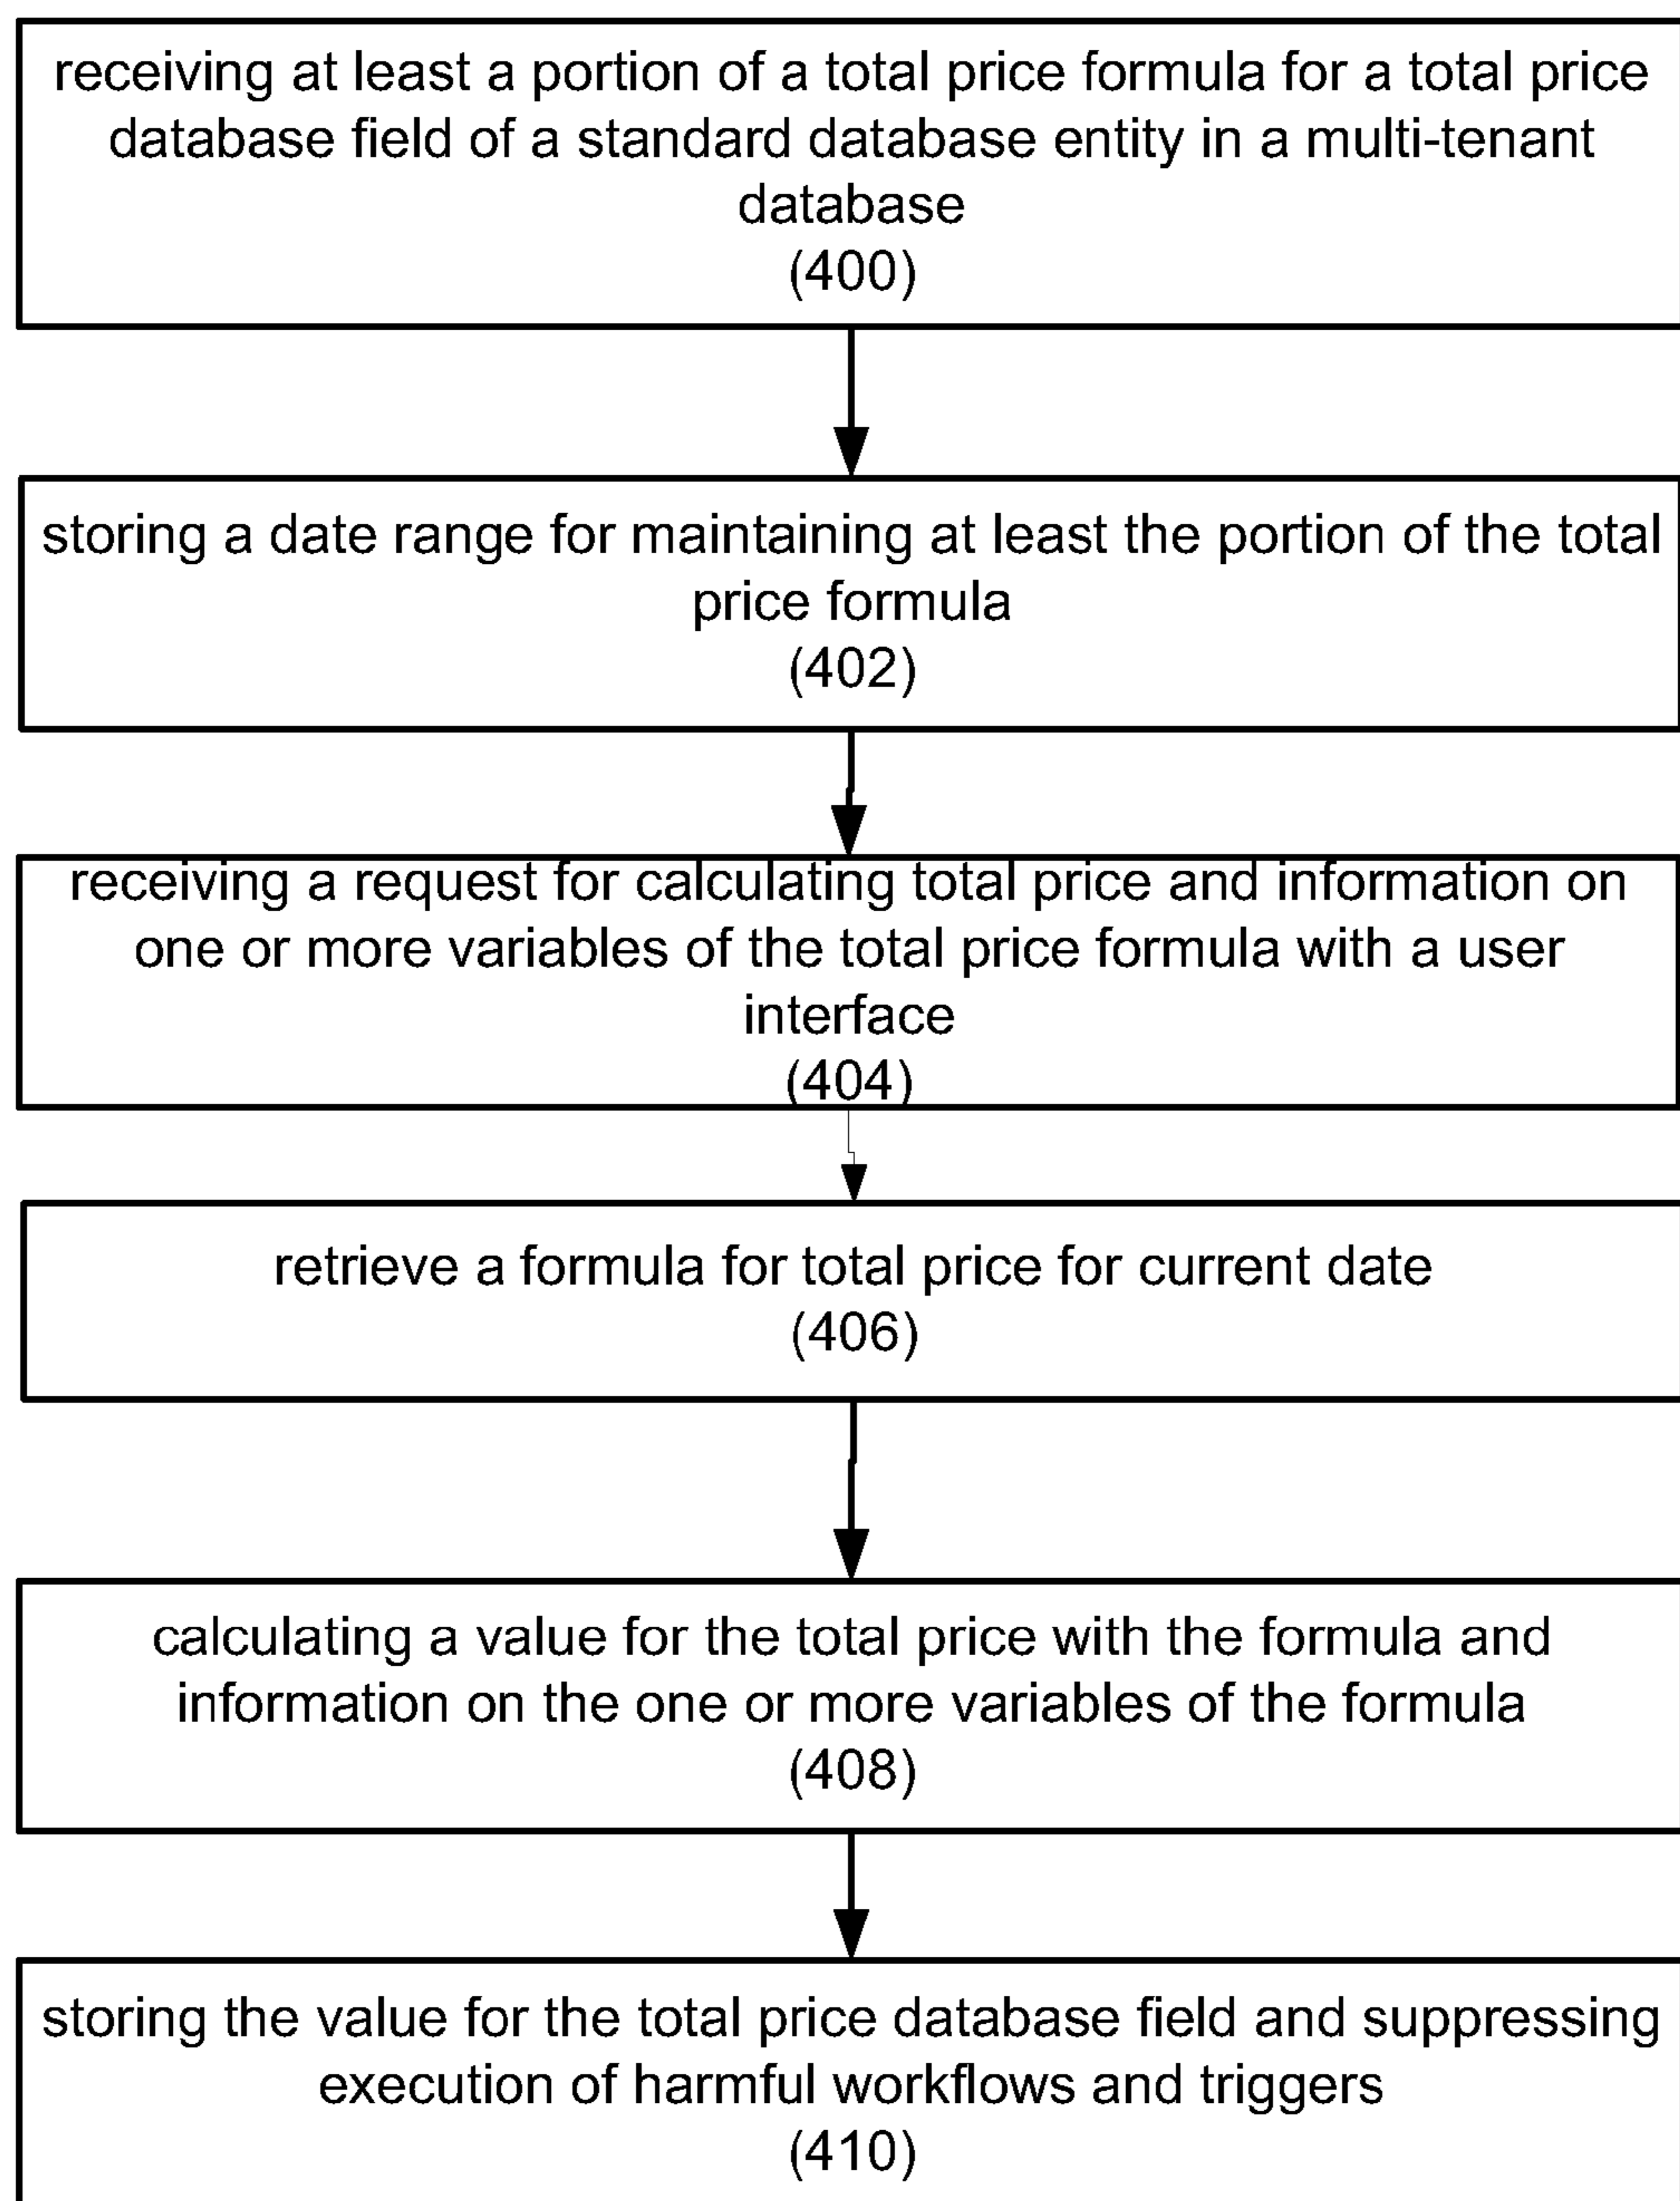 receiving at least a portion of a total price formula for a total price
database field of a standard database entity in a multi-tenant
database
(400)
storing a date range for maintaining at least the portion of the total
price formula
(402)
receiving a request for calculating total price and information on
one or more variables of the total price formula with a user
interface
(404)
retrieve a formula for total price for current date
(406)
calculating a value for the total price with the formula and
information on the one or more variables of the formula
(408)
storing the value for the total price database field and suppressing
execution of harmful workflows and triggers
(410)